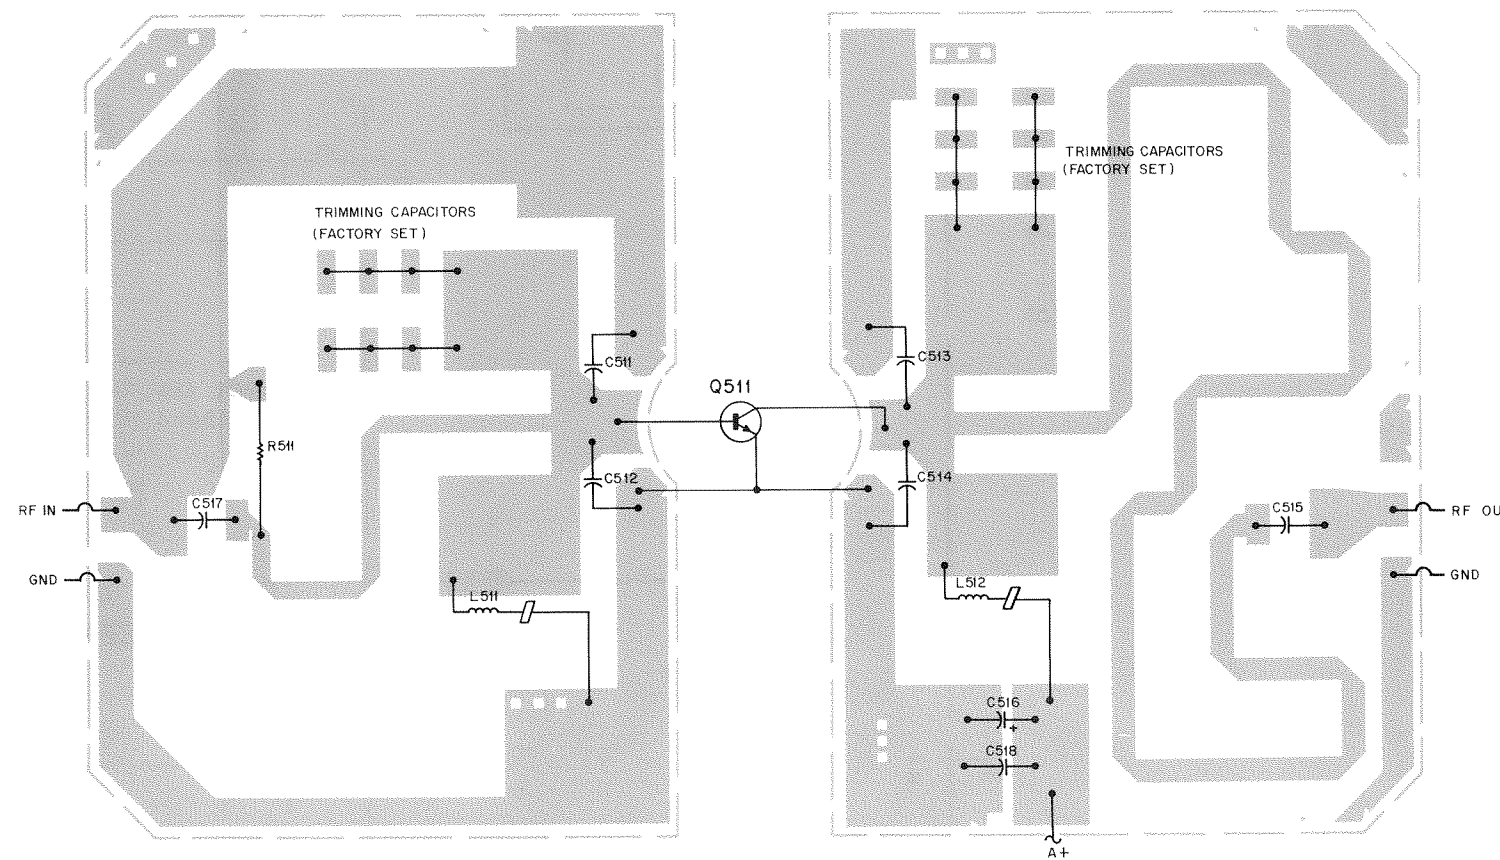 TRIMMING CAPACITORS
(FACTORY SET)
TRIMMING CAPACITORS
(FACTORY SET)
C511
C513
Q511
R511
C512
C514
C517
RF IN
C515
RF OU
GND
GND
L511
L512
C516
+
C518
A+